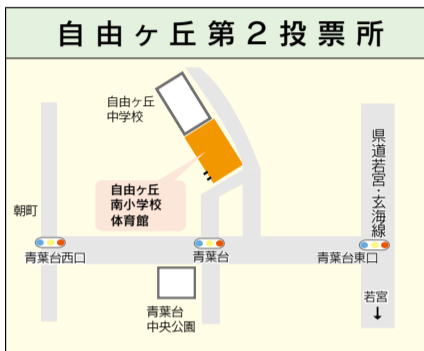 自由ヶ丘第2投票所
自由ヶ丘
中学校
自由ヶ丘
南小学校
体育館
朝町
県道若宮・玄海線
青葉台西口
青葉台
青葉台東口
青葉台
中央公園
若宮
↓